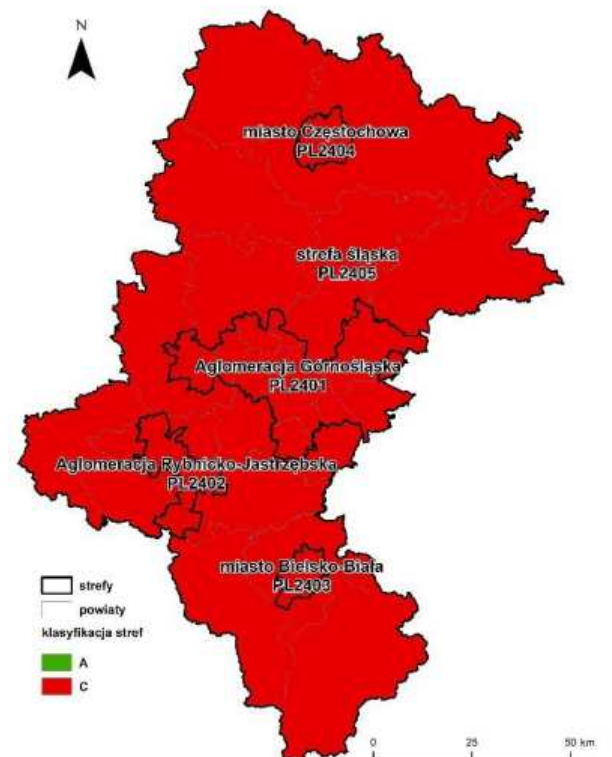 N
miasto Częstochowa
PL2404
strefa śląska
PL2405
Aglomeracja Górnośląska
PL2401
Aglomeracja Rybnicko-Jastrzębska
PL2402
miasto Bielsko-Biała
PL2403
strefy
powiaty
klasyfikacja stref
A
C
0 25 50 km